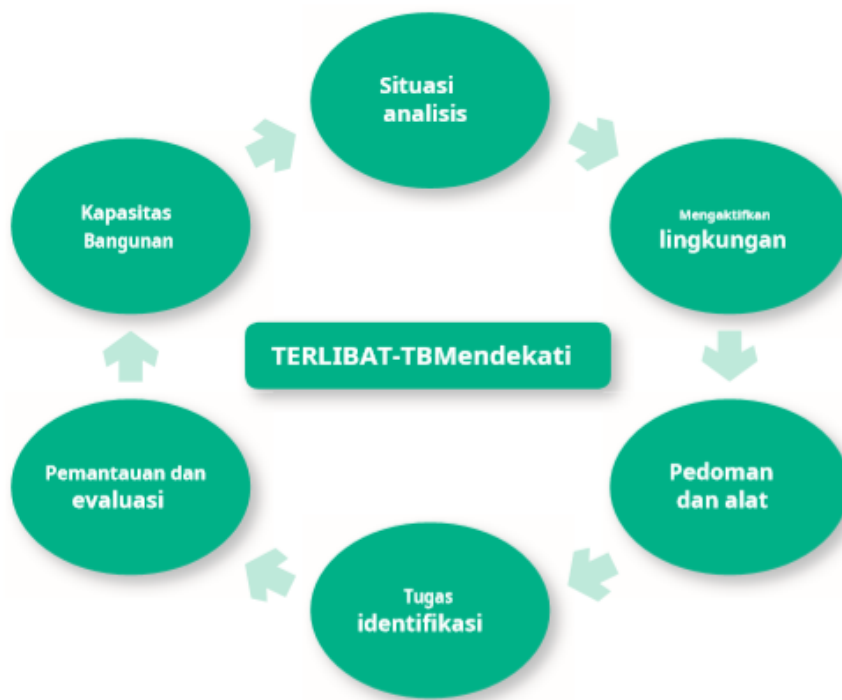 Situasi
analisis
Mengaktifkan
lingkungan
Pedoman
dan alat
Tugas
identifikasi
Pemantauan dan
evaluasi
Kapasitas
Bangunan
TERLIBAT-TBMendekati